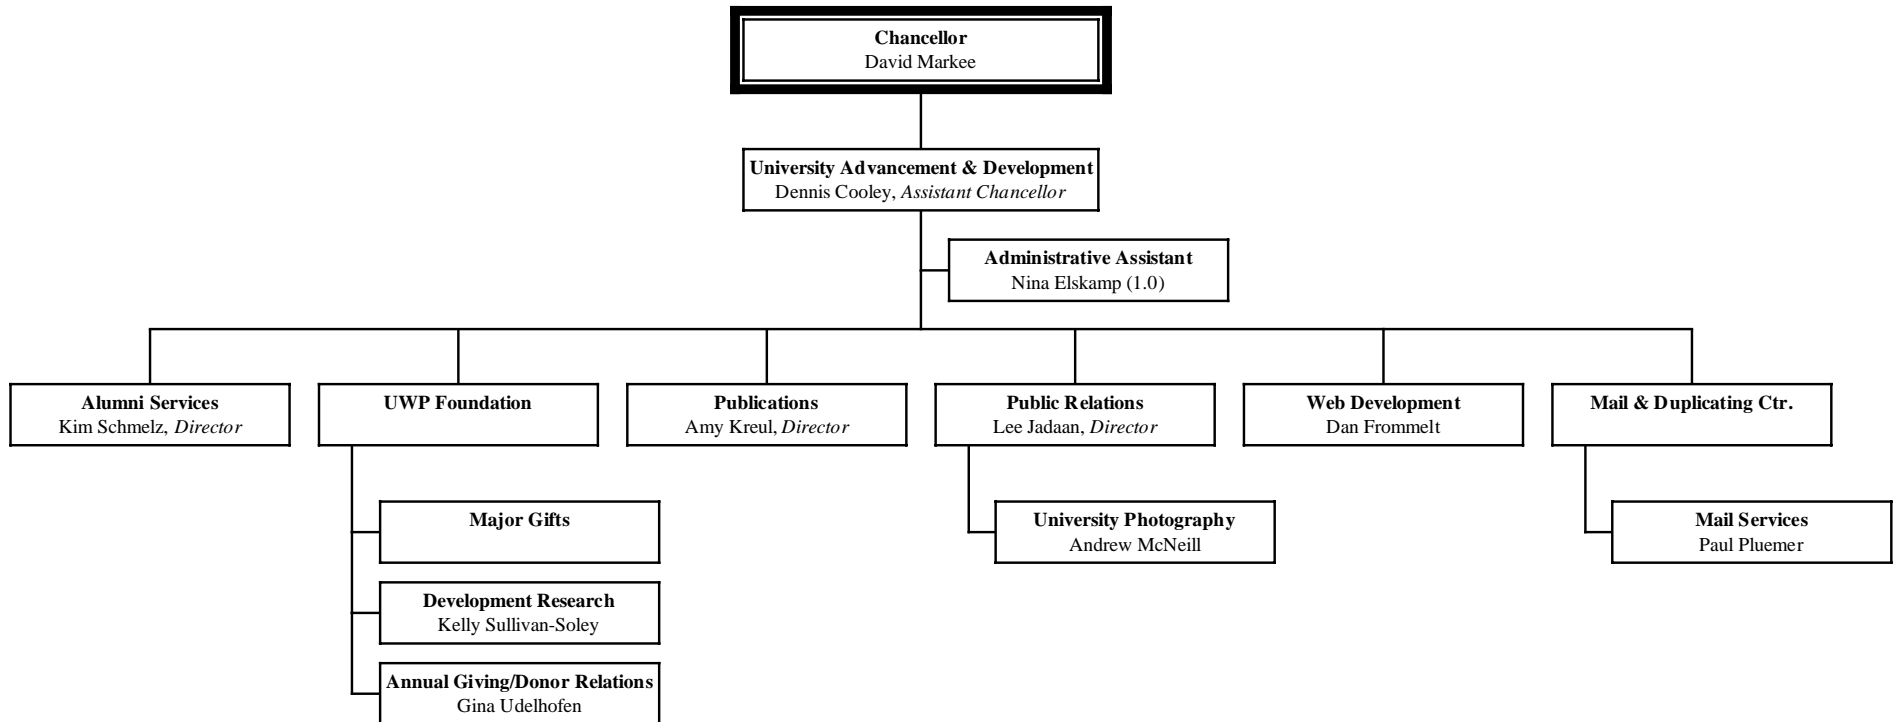 Chancellor
David Markee
University Advancement & Development
Dennis Cooley, Assistant Chancellor
Administrative Assistant
Nina Elskamp (1.0)
Alumni Services
Kim Schmelz, Director
UWP Foundation
Publications
Amy Kreul, Director
Public Relations
Lee Jadaan, Director
Web Development
Dan Frommelt
Mail & Duplicating Ctr.
Major Gifts
University Photography
Andrew McNeill
Mail Services
Paul Pluemer
Development Research
Kelly Sullivan-Soley
Annual Giving/Donor Relations
Gina Udelhofen